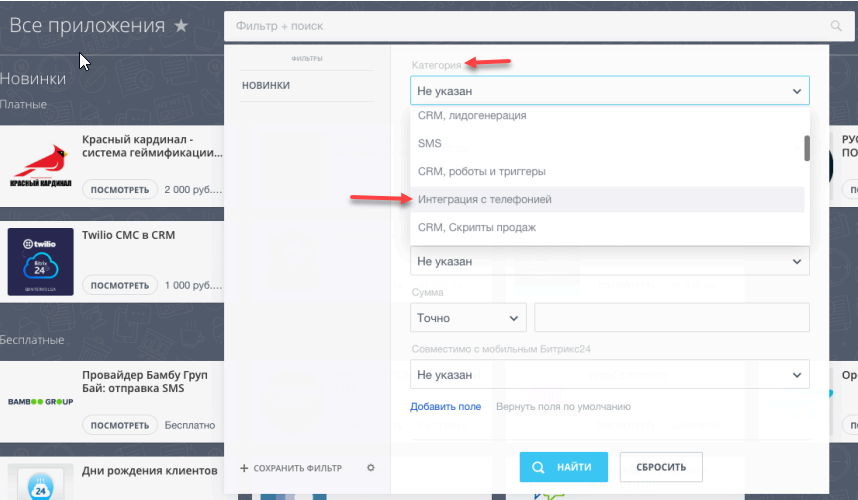 Все приложения ★
Фильтр + поиск
Новинки
Платные
Красный кардинал -
система геймификации...
КРАСНЫЙ КАРДИНАЛ
ПОСМОТРЕТЬ 2 000 руб....
twilio
Bitrix
24
Twilio СМС в CRM
ПОСМОТРЕТЬ 1 000 руб....
Бесплатные
Провайдер Бамбу Груп
Бай: отправка SMS
BAMBOO GROUP
ПОСМОТРЕТЬ Бесплатно
Дни рождения клиентов
24
ФИЛЬТРЫ
НОВИНКИ
+ СОХРАНИТЬ ФИЛЬТР
Категория
Не указан
CRM, лидогенерация
SMS
CRM, роботы и триггеры
Интеграция с телефонией
CRM, Скрипты продаж
Не указан
Сумма
Точно
Совместимо с мобильным Битрикс24
Не указан
Добавить поле Вернуть поля по умолчанию
НАЙТИ
СБРОСИТЬ
РУС
ПО
Ор